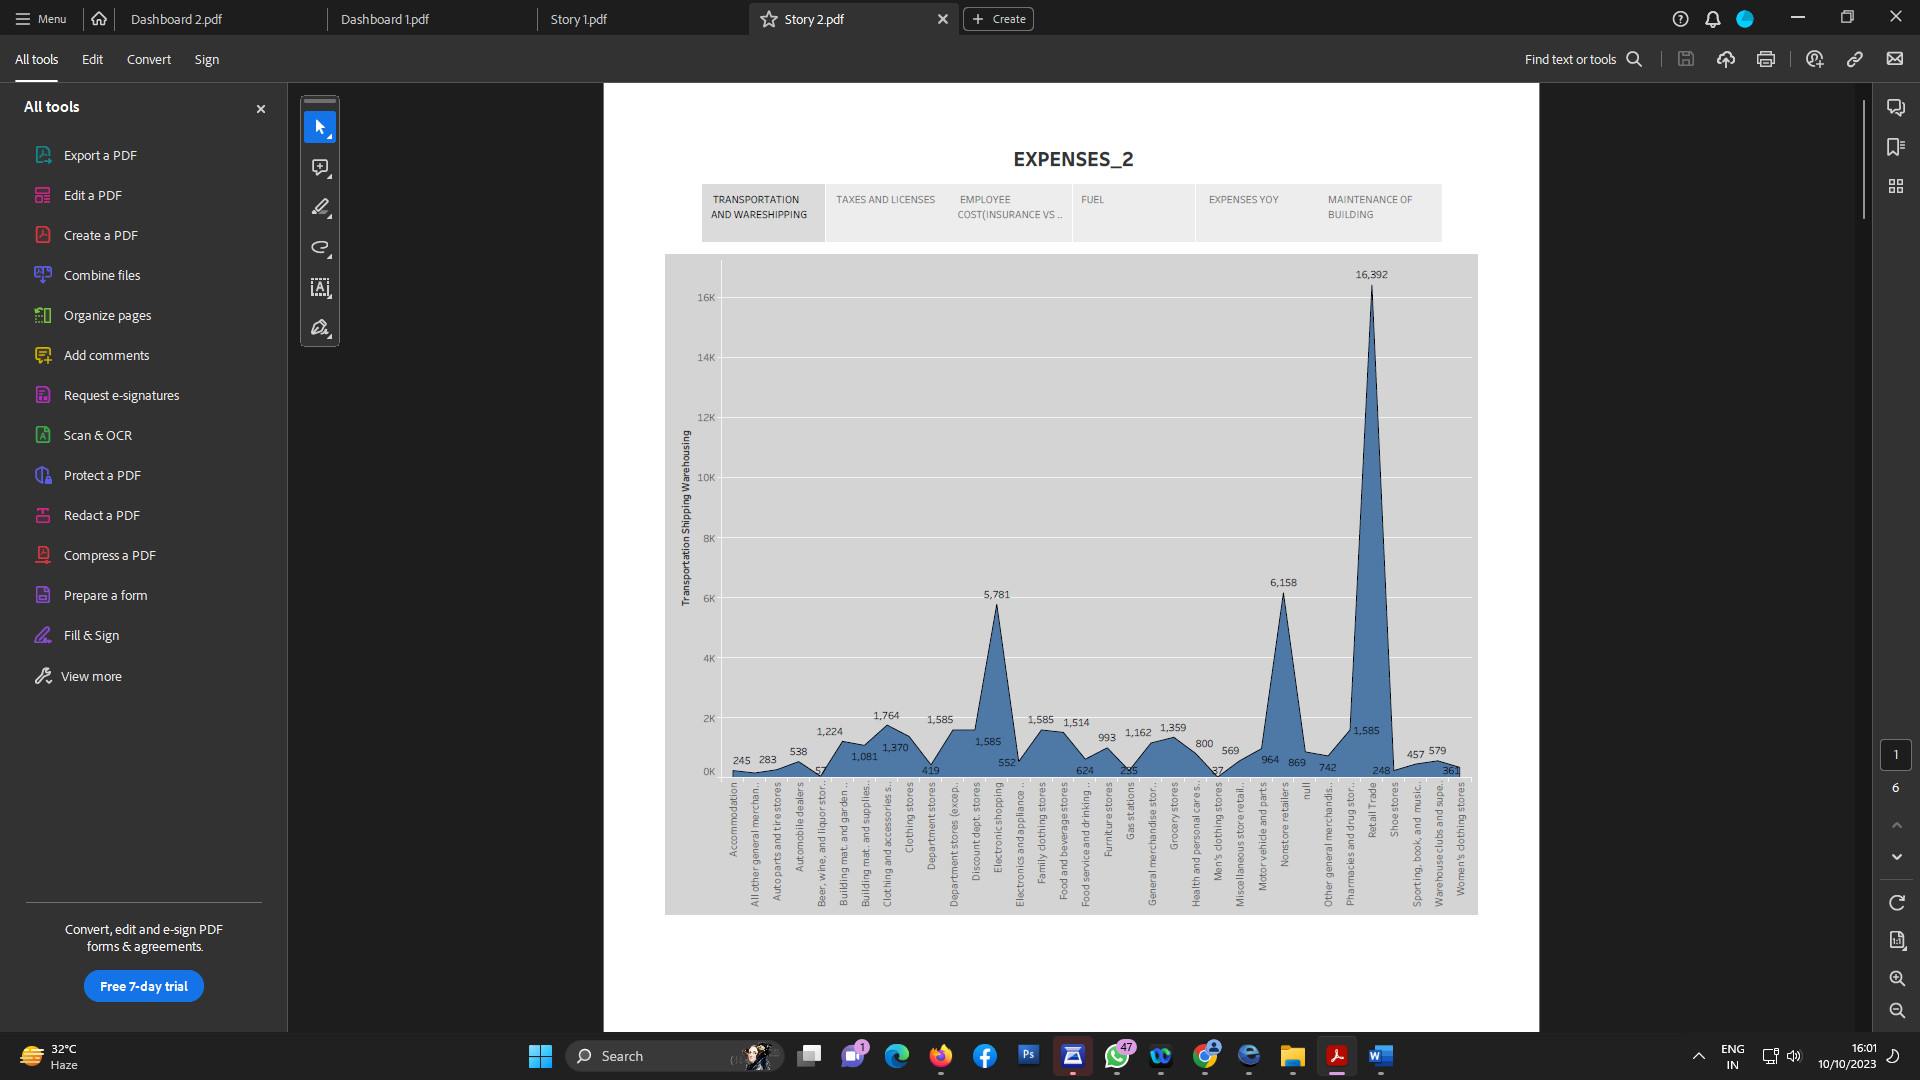 Menu
Dashboard 2.pdf
Dashboard 1.pdf
Story 1.pdf
Story 2.pdf
Create
All tools
Edit
Convert
Sign
Find text or tools
All tools
Export a PDF
Edit a PDF
Create a PDF
Combine files
Organize pages
Add comments
Request e-signatures
Scan & OCR
Protect a PDF
Redact a PDF
Compress a PDF
Prepare a form
Fill & Sign
View more
Convert, edit and e-sign PDF
forms & agreements.
Free 7-day trial
EXPENSES_2
TRANSPORTATION
AND WARESHIPPING
TAXES AND LICENSES
EMPLOYEE
COST(INSURANCE VS ..
FUEL
EXPENSES YOY
MAINTENANCE OF
BUILDING
Transportation Shipping Warehousing
16K
14K
12K
10K
8K
6K
4K
2K
0K
245
283
538
57
1,224
1,081
1,764
1,370
419
1,585
1,585
5,781
552
1,585
1,514
624
993
235
1,162
1,359
800
37
569
964
6,158
869
742
1,585
16,392
248
457
579
361
Accommodation
All other general merchan..
Auto parts and tire stores
Automobile dealers
Beer, wine, and liquor stor..
Building mat. and garden ..
Building mat. and supplies..
Clothing and accessories s..
Clothing stores
Department stores
Department stores (excep..
Discount dept. stores
Electronic shopping
Electronics and appliance ..
Family clothing stores
Food and beverage stores
Food service and drinking ..
Furniture stores
Gas stations
General merchandise stor..
Grocery stores
Health and personal care s..
Men's clothing stores
Miscellaneous store retail..
Motor vehicle and parts
Nonstore retailers
null
Other general merchandis..
Pharmacies and drug stor..
Retail Trade
Shoe stores
Sporting, book, and music..
Warehouse clubs and supe..
Women's clothing stores
1
6
1:1
32°C
Haze
Search
1
Ps
47
W
ENG
IN
16:01
10/10/2023